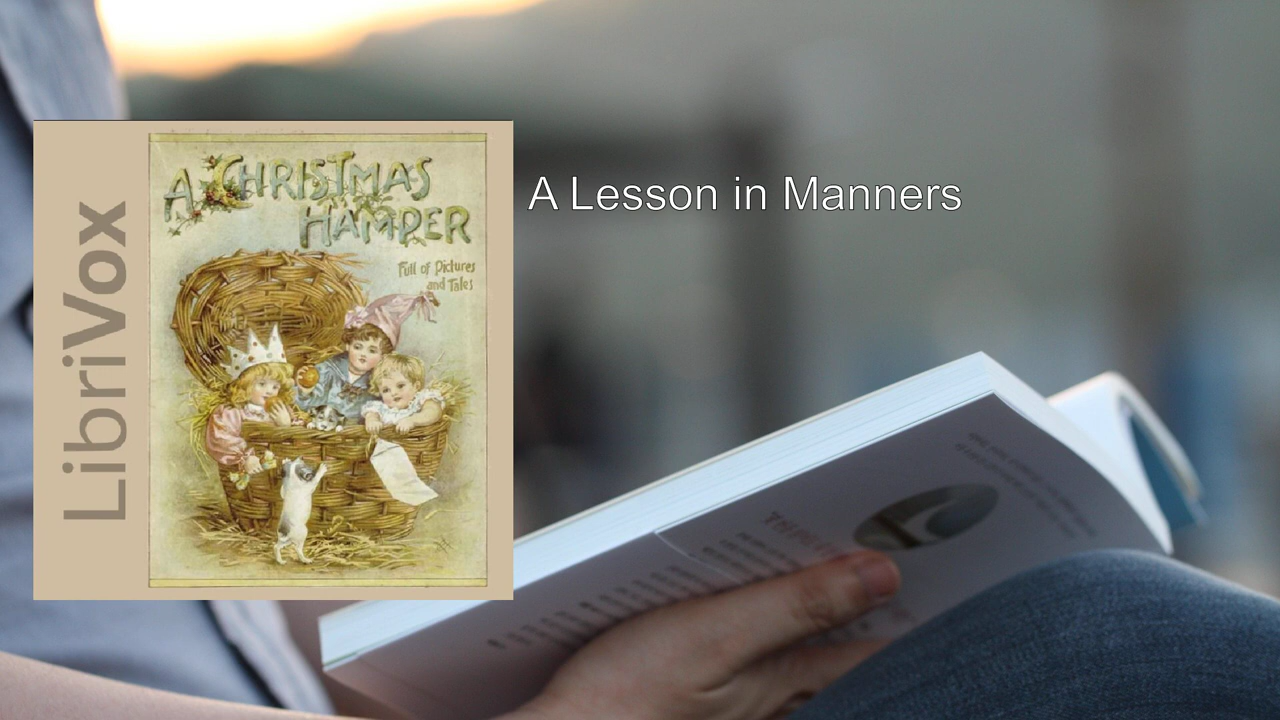 LibriVox
A CHRISTMAS
HAMPER
Full of Pictures
and Tales
A Lesson in Manners